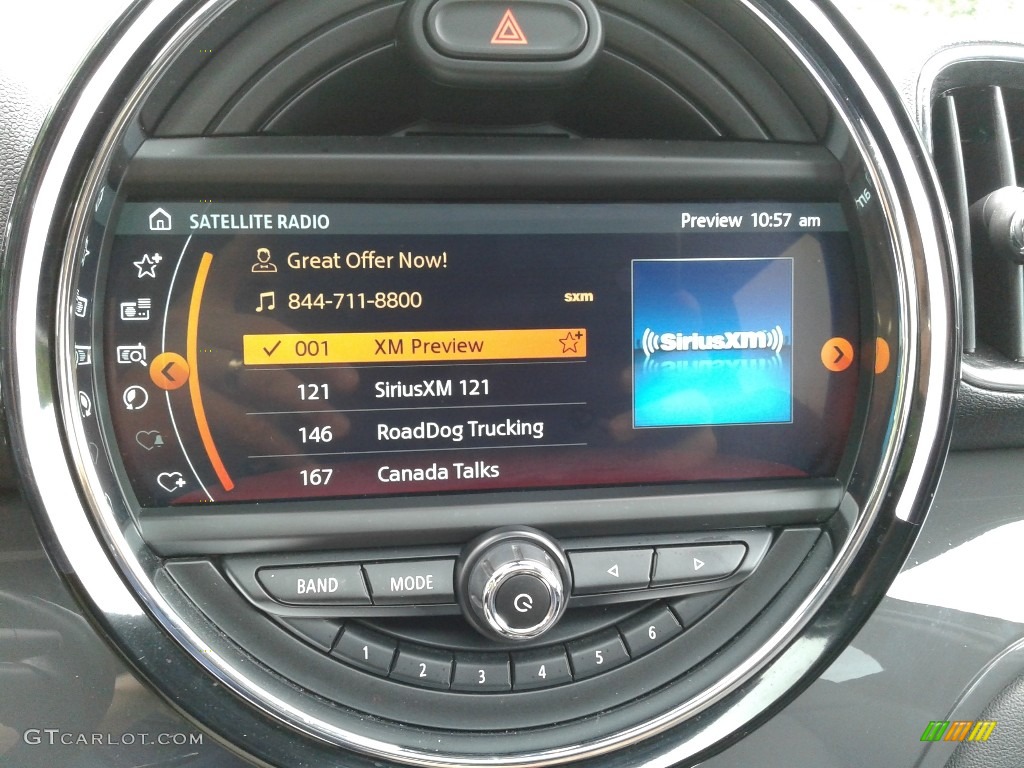 SATELLITE RADIO
Preview 10:57 am
Great Offer Now!
844-711-8800
sxm
001 XM Preview
121 SiriusXM 121
146 RoadDog Trucking
167 Canada Talks
((SiriusXM))
BAND
MODE
1
2
3
4
5
6
GTCARLOT.COM